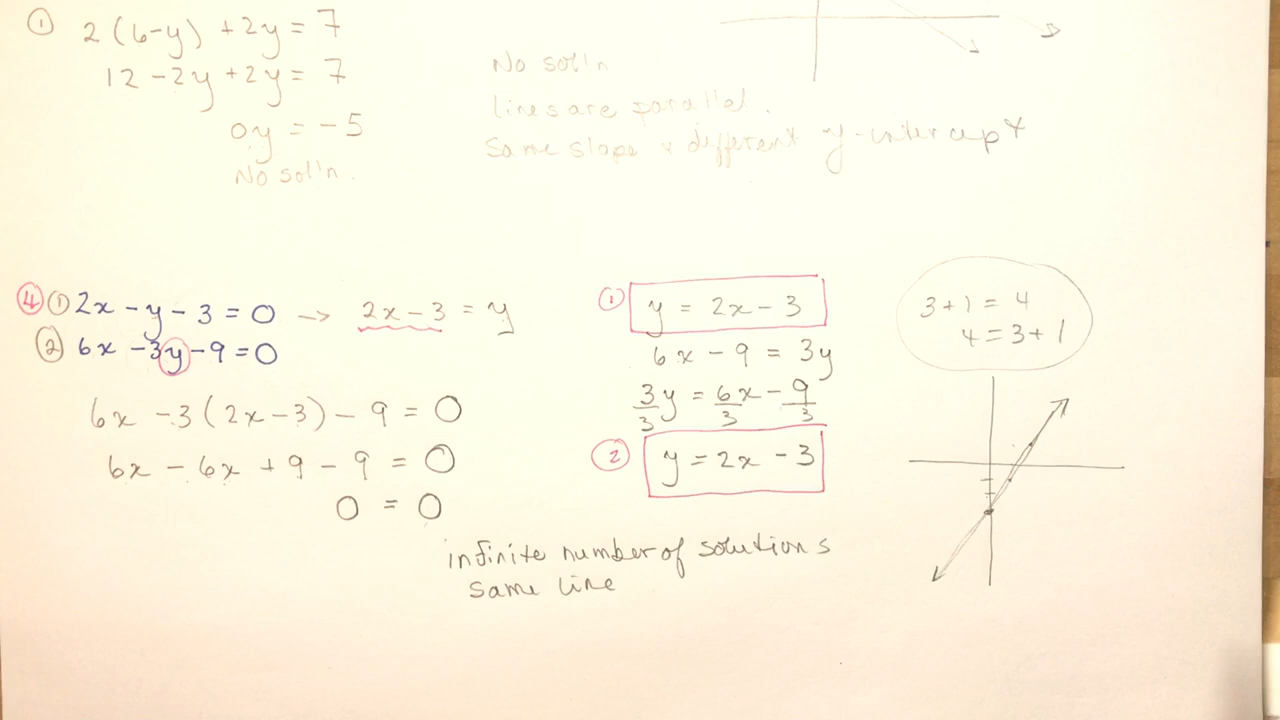 ① 2(6-y) + 2y = 7
12 - 2y + 2y = 7
0y = -5
No sol'n.
No sol'n
lines are parallel.
Same slope & different y-intercept
④ ① 2x - y - 3 = 0 → 2x - 3 = y
② 6x - 3y - 9 = 0
6x - 3(2x - 3) - 9 = 0
6x - 6x + 9 - 9 = 0
0 = 0
① y = 2x - 3
6x - 9 = 3y
3y/3 = 6x/3 - 9/3
② y = 2x - 3
infinite number of solutions
same line
3 + 1 = 4
4 = 3 + 1